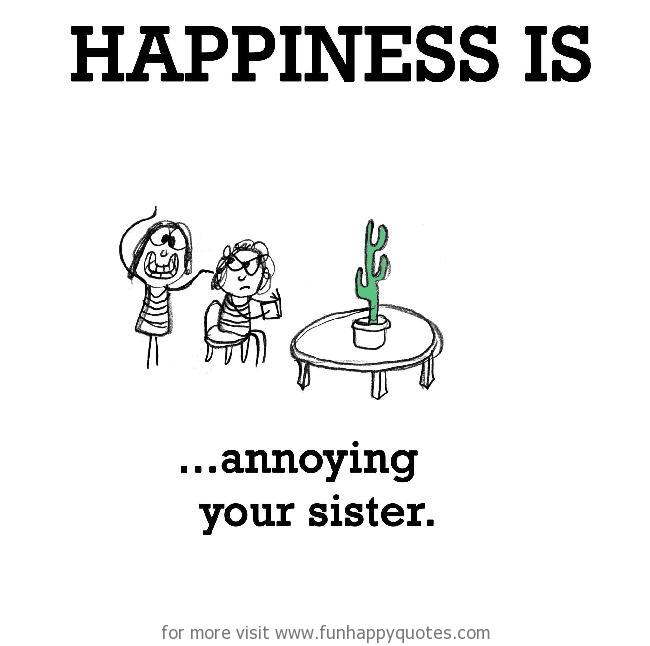 HAPPINESS IS
...annoying
your sister.
for more visit www.funhappyquotes.com